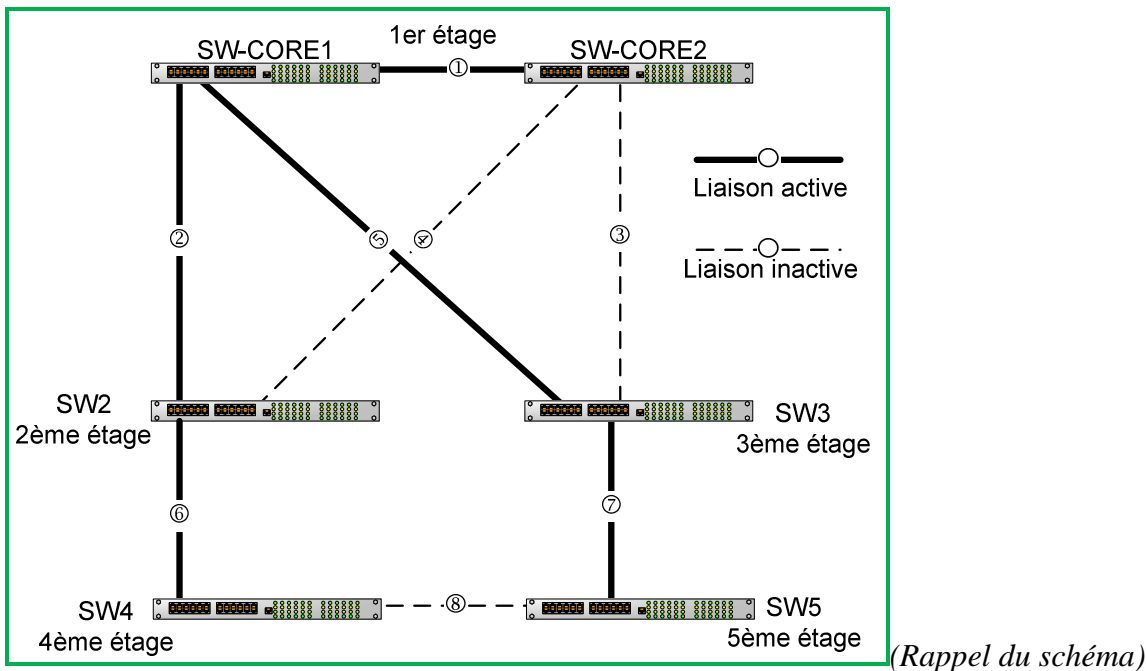 1er étage
SW-CORE1
SW-CORE2
①
Liaison active
②
⑤
④
③
Liaison inactive
SW2
2ème étage
SW3
3ème étage
⑥
⑦
SW4
4ème étage
⑧
SW5
5ème étage
(Rappel du schéma)